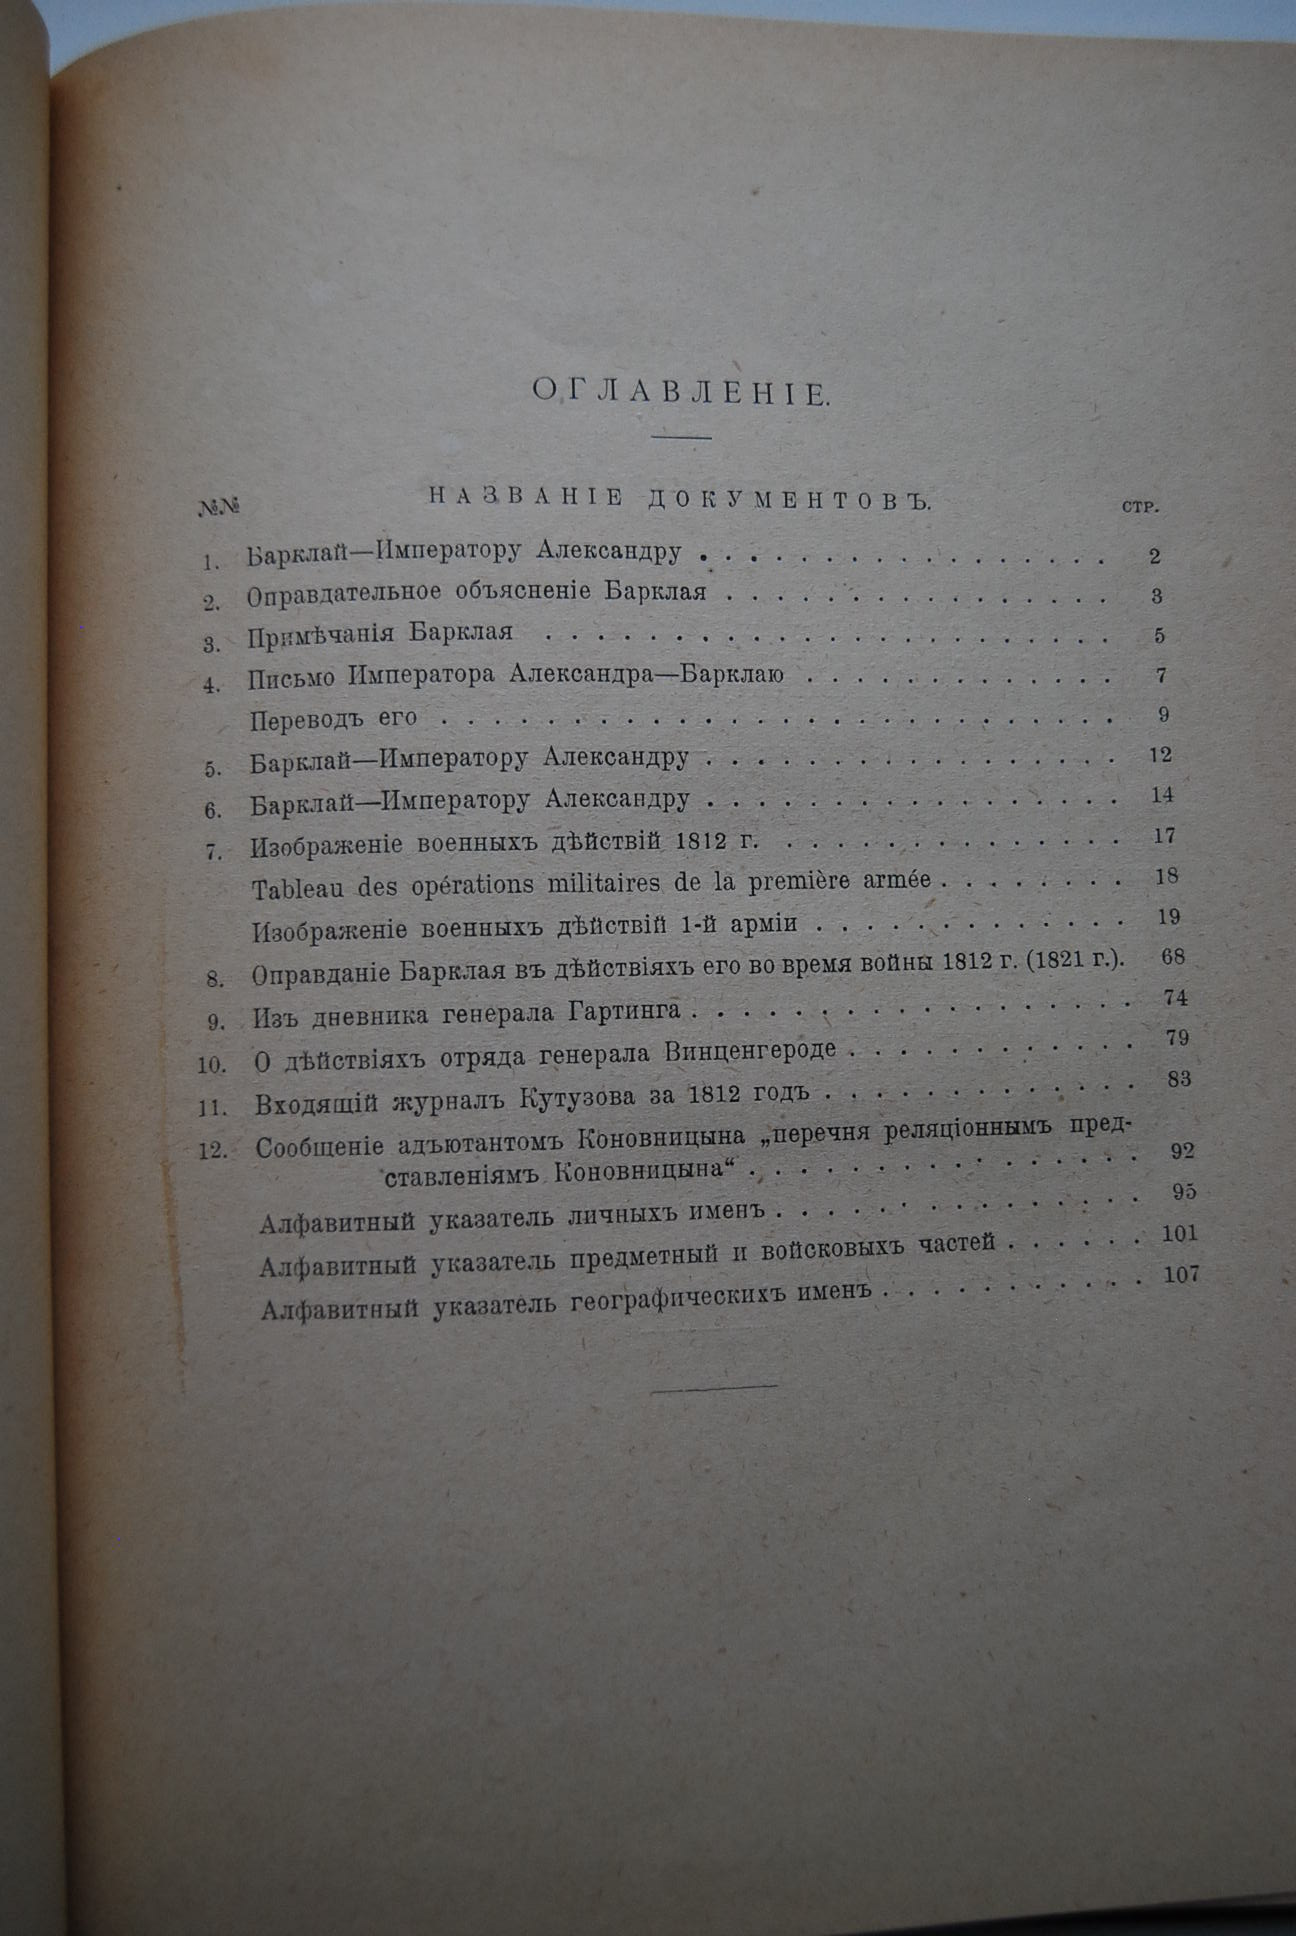 ОГЛАВЛЕНІЕ.
№№ НАЗВАНІЕ ДОКУМЕНТОВЪ. СТР.
1. Барклай—Императору Александру . . . . . . . . . . . . . . . . 2
2. Оправдательное объясненіе Барклая . . . . . . . . . . . . . . . 3
3. Примѣчанія Барклая . . . . . . . . . . . . . . . . . . . . . . 5
4. Письмо Императора Александра—Барклаю . . . . . . . . . . . . 7
Переводъ его . . . . . . . . . . . . . . . . . . . . . . . . . . 9
5. Барклай—Императору Александру . . . . . . . . . . . . . . . . 12
6. Барклай—Императору Александру . . . . . . . . . . . . . . . . 14
7. Изображеніе военныхъ дѣйствій 1812 г. . . . . . . . . . . . . . 17
Tableau des opérations militaires de la première armée . . . . . . . . 18
Изображеніе военныхъ дѣйствій 1-й арміи . . . . . . . . . . . . 19
8. Оправданіе Барклая въ дѣйствіяхъ его во время войны 1812 г. (1821 г.). 68
9. Изъ дневника генерала Гартинга . . . . . . . . . . . . . . . . . 74
10. О дѣйствіяхъ отряда генерала Винценгероде . . . . . . . . . . . 79
11. Входящій журналъ Кутузова за 1812 годъ . . . . . . . . . . . . 83
12. Сообщеніе адъютантомъ Коновницына „перечня реляціоннымъ пред-
ставленіямъ Коновницына“ . . . . . . . . . . . . . . . 92
Алфавитный указатель личныхъ именъ . . . . . . . . . . . . . . 95
Алфавитный указатель предметный и войсковыхъ частей . . . . . . 101
Алфавитный указатель географическихъ именъ . . . . . . . . . . 107